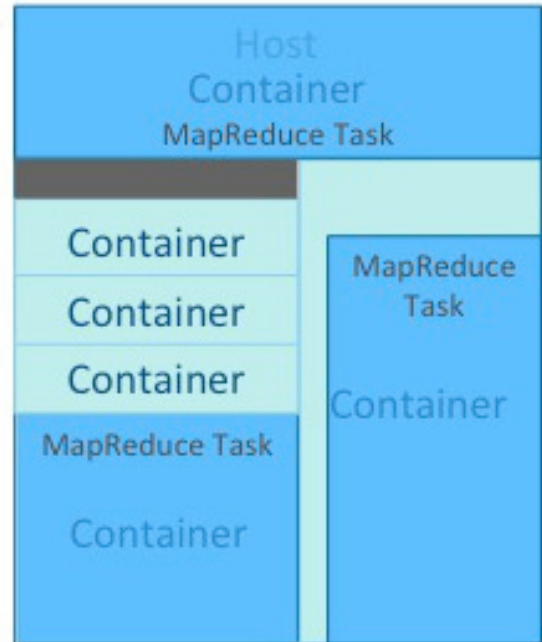 Host
Container
MapReduce Task
Container
Container
Container
MapReduce Task
Container
MapReduce
Task
Container